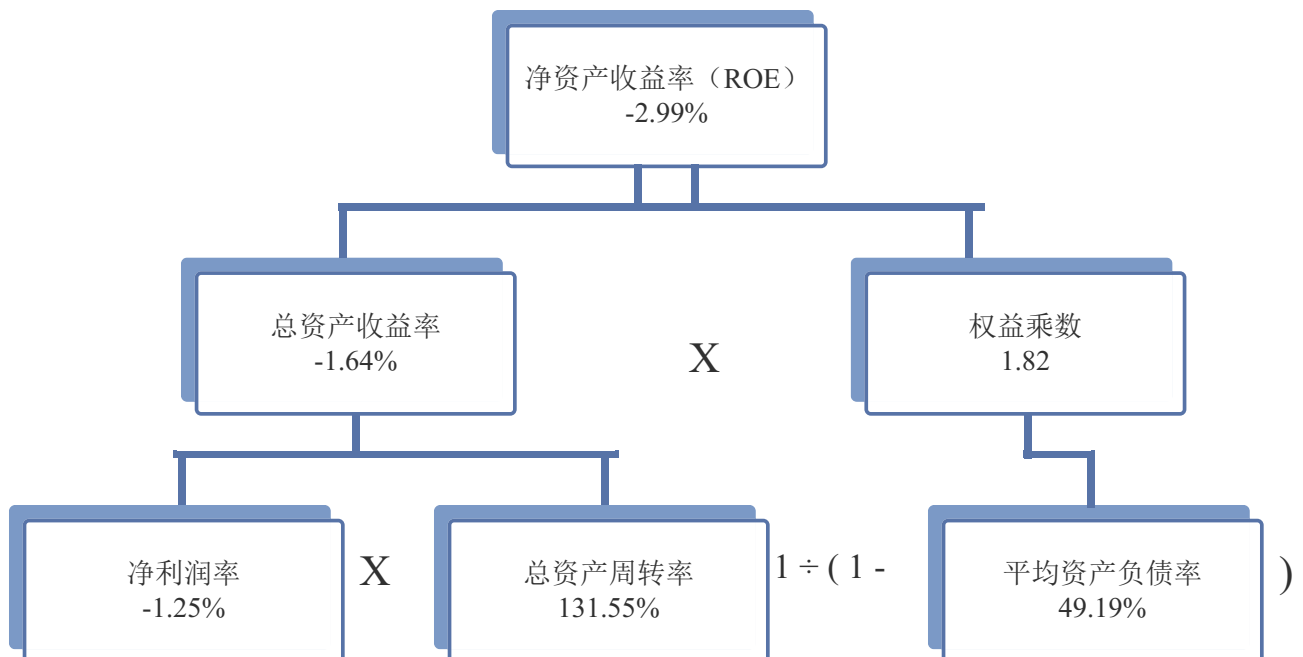 净资产收益率（ROE）
-2.99%
总资产收益率
-1.64%
X
权益乘数
1.82
净利润率
-1.25%
X
总资产周转率
131.55%
1 ÷ ( 1 -
平均资产负债率
49.19%
)